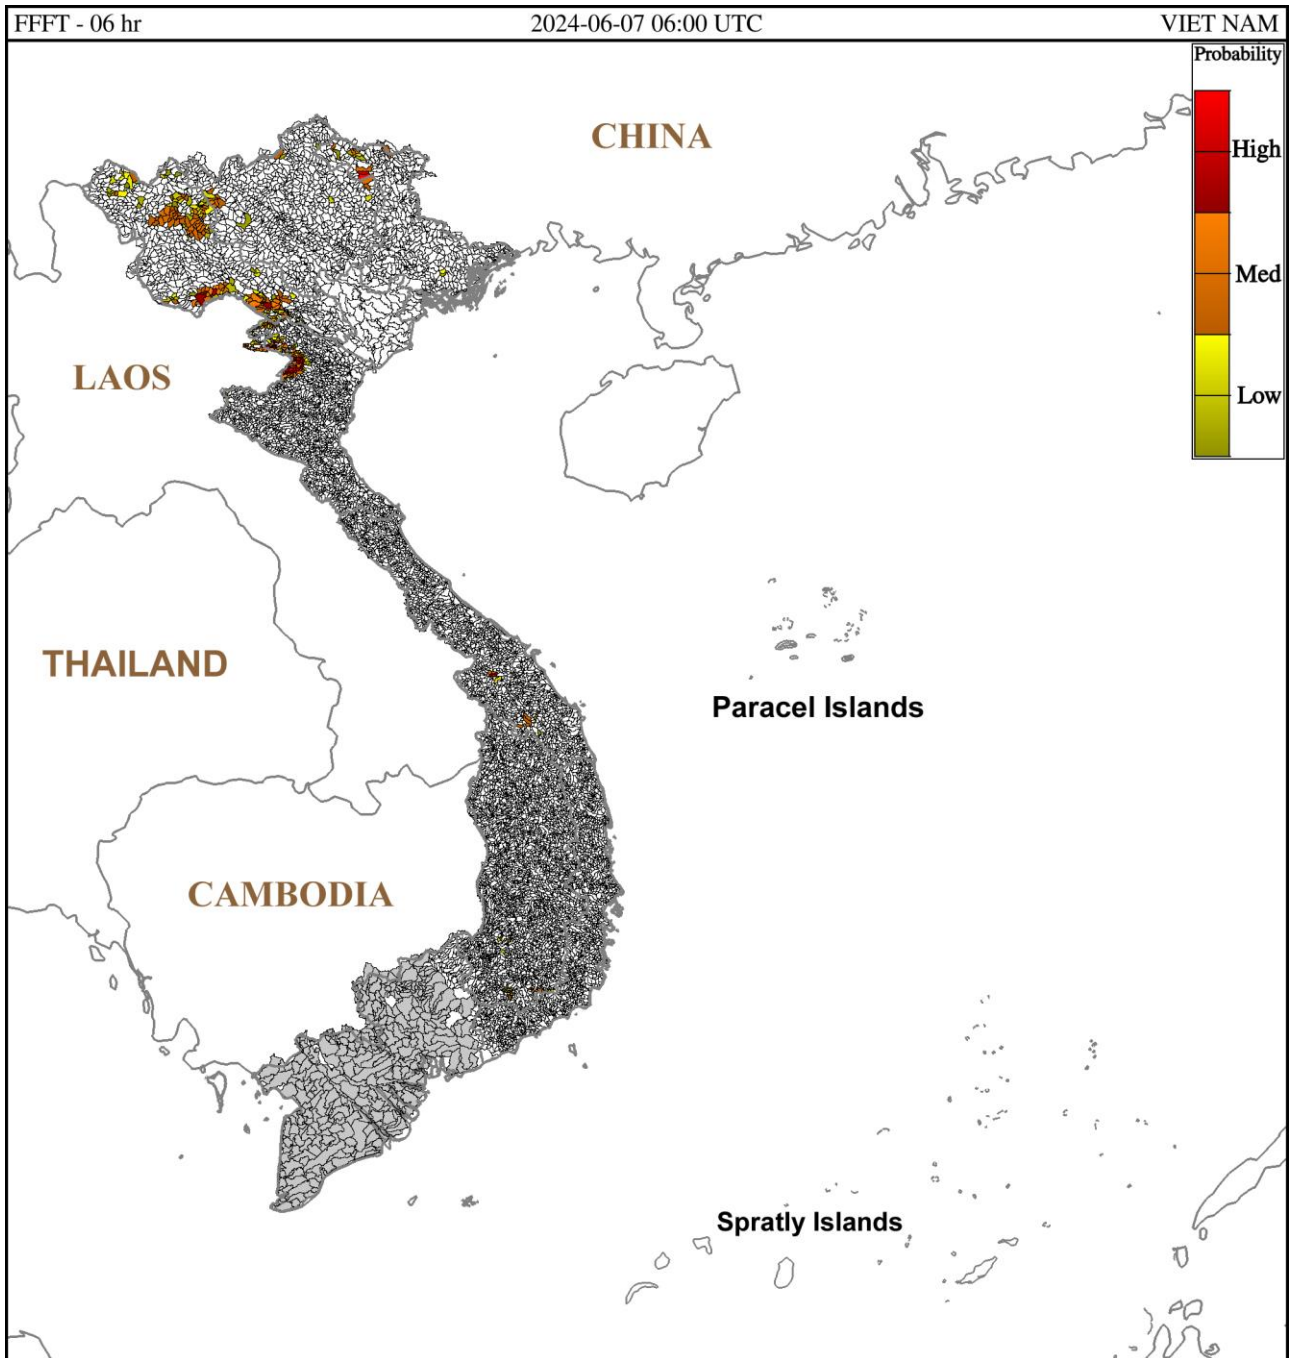 FFFT - 06 hr 2024-06-07 06:00 UTC VIET NAM
Probability
CHINA
High
Med
LAOS
Low
THAILAND
Paracel Islands
CAMBODIA
Spratly Islands